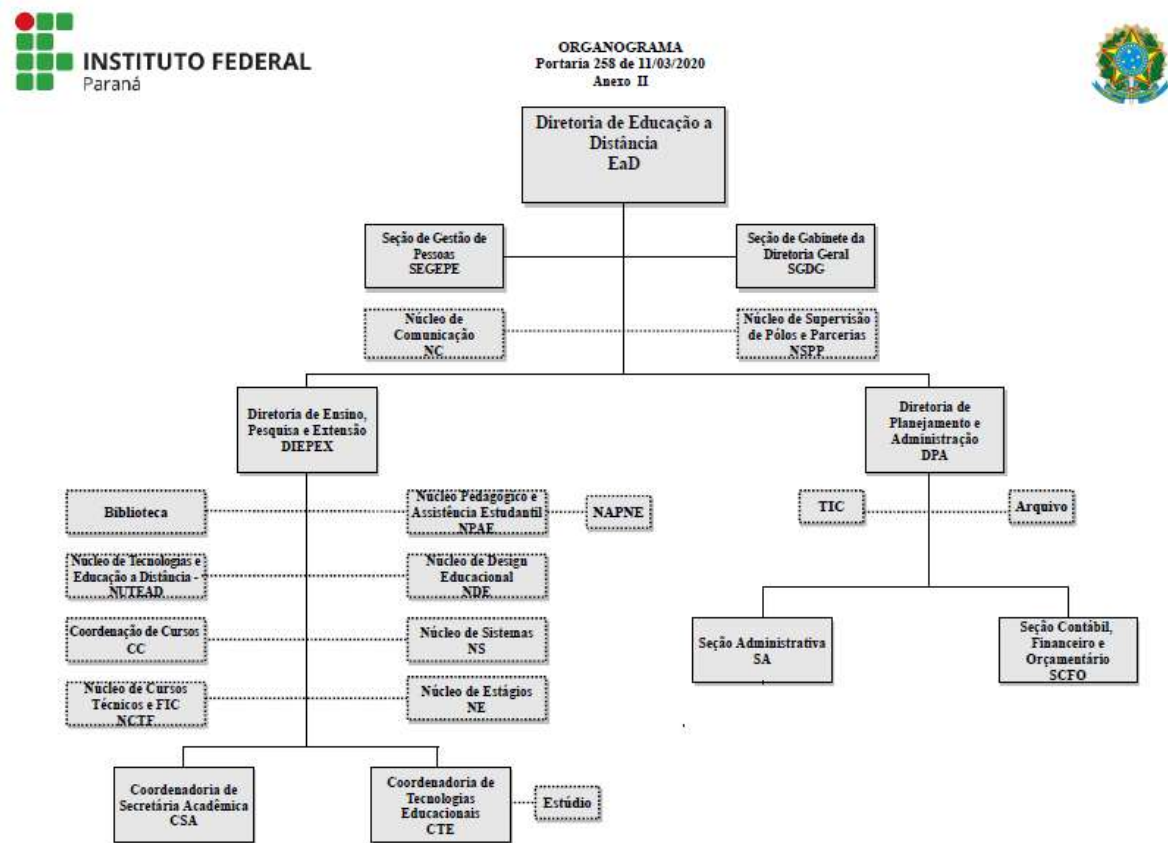 INSTITUTO FEDERAL
Paraná
ORGANOGRAMA
Portaria 258 de 11/03/2020
Anexo II
Diretoria de Educação a
Distância
EaD
Seção de Gestão de
Pessoas
SEGEPE
Seção de Gabinete da
Diretoria Geral
SGDG
Núcleo de
Comunicação
NC
Núcleo de Supervisão
de Pólos e Parcerias
NSPP
Diretoria de Ensino,
Pesquisa e Extensão
DIEPEX
Diretoria de
Planejamento e
Administração
DPA
Biblioteca
Núcleo Pedagógico e
Assistência Estudantil
NPAE
NAPNE
TIC
Arquivo
Núcleo de Tecnologias e
Educação a Distância -
NUTEAD
Núcleo de Design
Educacional
NDE
Coordenação de Cursos
CC
Núcleo de Sistemas
NS
Seção Administrativa
SA
Seção Contábil,
Financeiro e
Orçamentário
SCFO
Núcleo de Cursos
Técnicos e FIC
NCTF
Núcleo de Estágios
NE
Coordenadoria de
Secretária Acadêmica
CSA
Coordenadoria de
Tecnologias
Educacionais
CTE
Estúdio